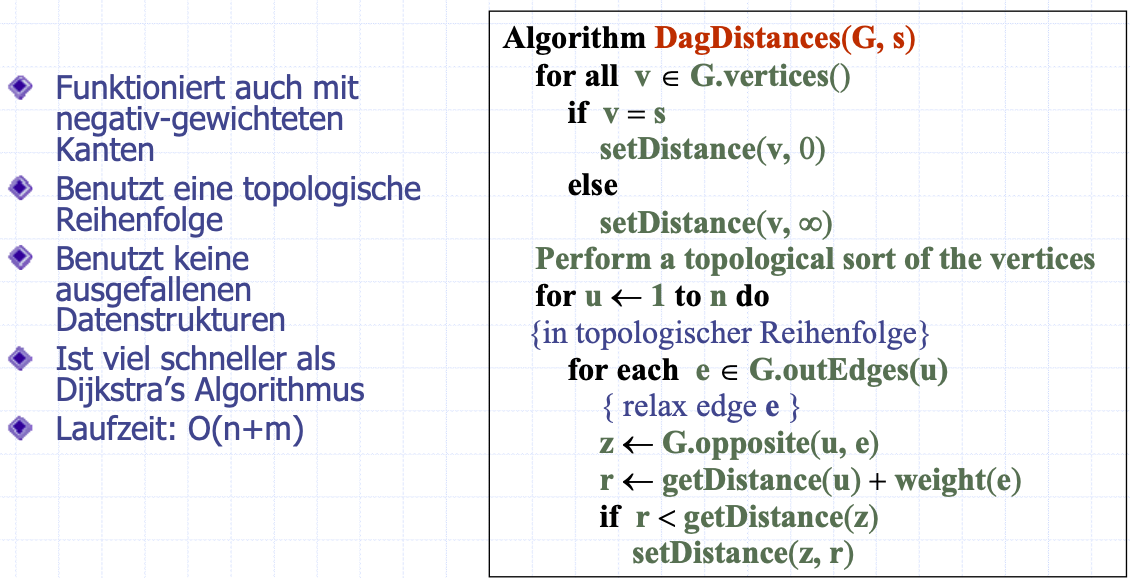 Funktioniert auch mit
negativ-gewichteten
Kanten
Benutzt eine topologische
Reihenfolge
Benutzt keine
ausgefallenen
Datenstrukturen
Ist viel schneller als
Dijkstra's Algorithmus
Laufzeit: O(n+m)
Algorithm DagDistances(G, s)
for all v ∈ G.vertices()
if v = s
setDistance(v, 0)
else
setDistance(v, ∞)
Perform a topological sort of the vertices
for u ← 1 to n do
{in topologischer Reihenfolge}
for each e ∈ G.outEdges(u)
{ relax edge e }
z ← G.opposite(u, e)
r ← getDistance(u) + weight(e)
if r < getDistance(z)
setDistance(z, r)